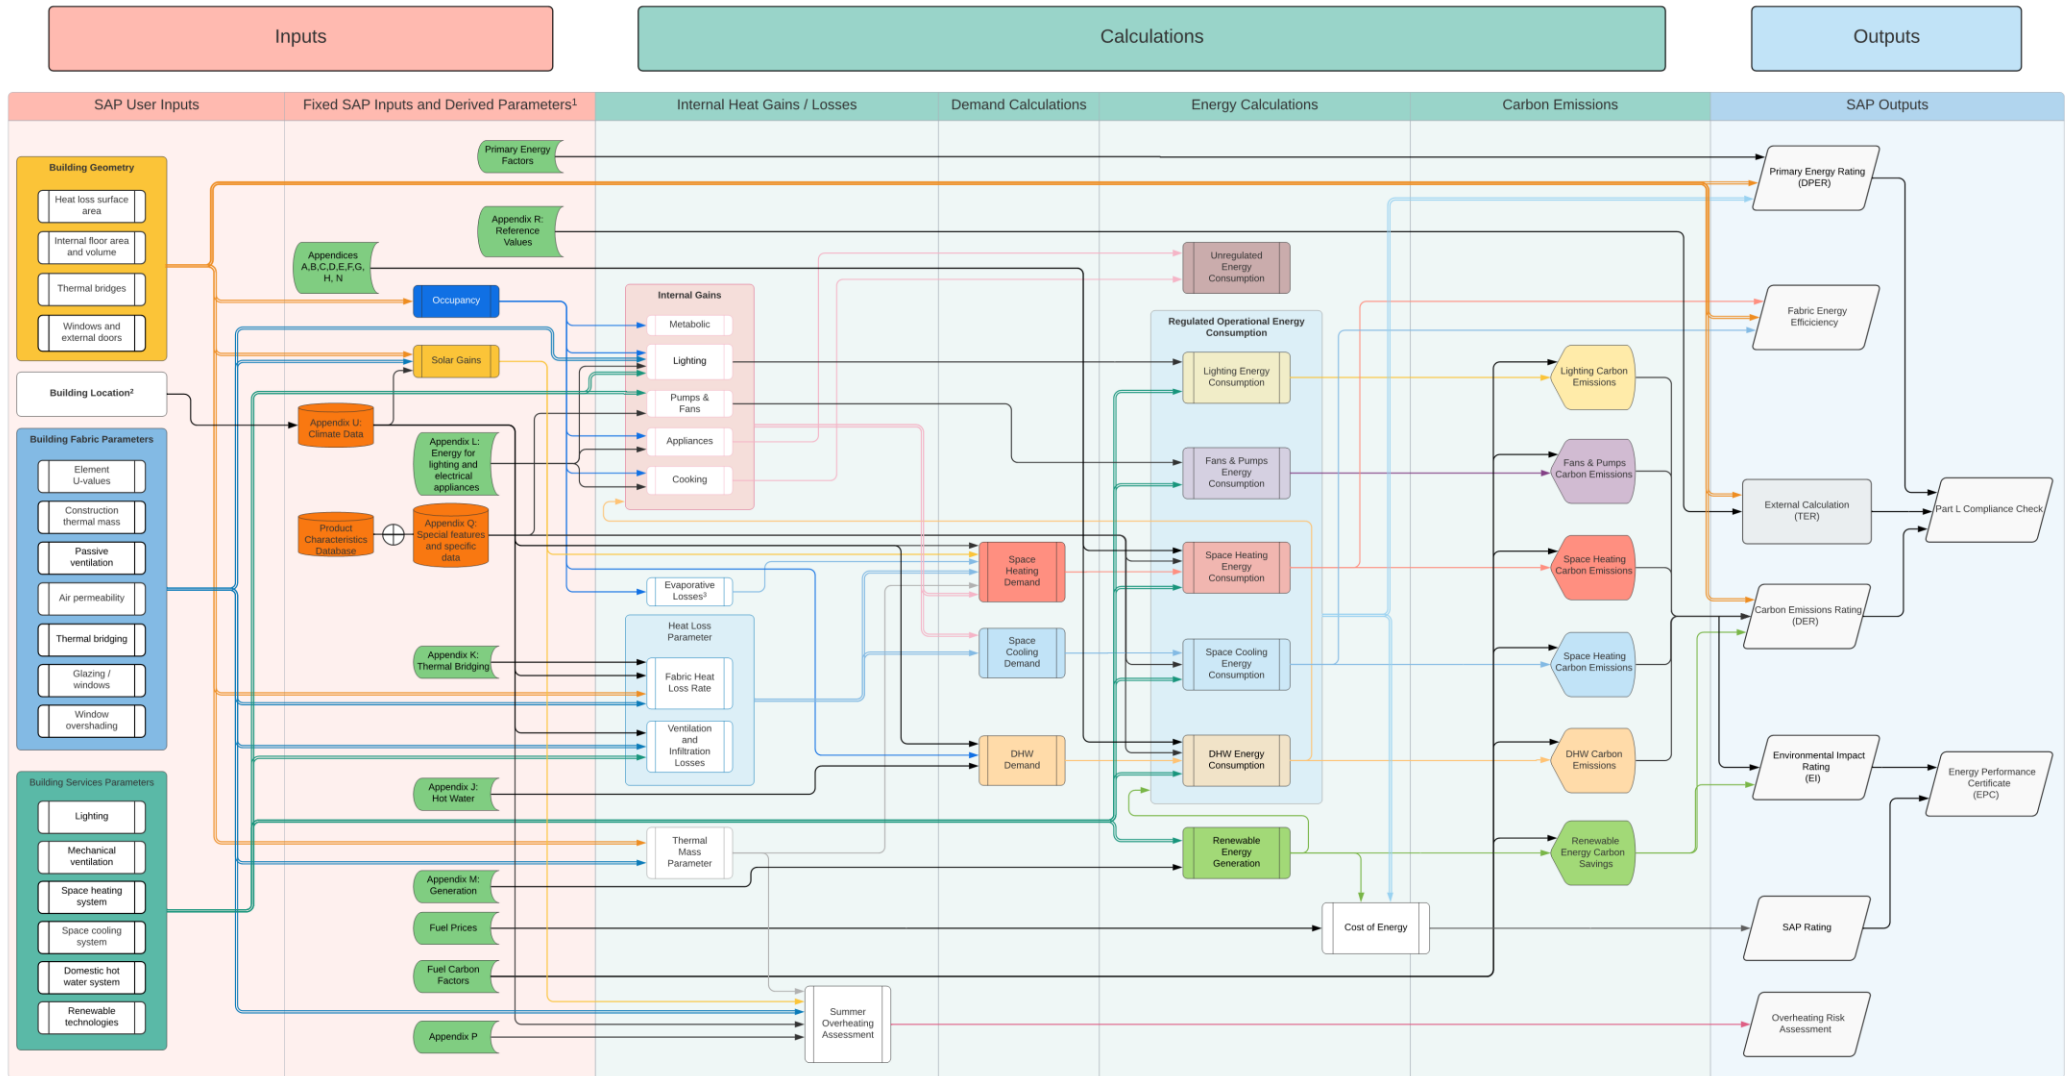 Inputs
Calculations
Outputs
SAP User Inputs
Fixed SAP Inputs and Derived Parameters¹
Internal Heat Gains / Losses
Demand Calculations
Energy Calculations
Carbon Emissions
SAP Outputs
Building Geometry
Heat loss surface
area
Internal floor area
and volume
Thermal bridges
Windows and
external doors
Building Location²
Building Fabric Parameters
Element
U-values
Construction
thermal mass
Passive
ventilation
Air permeability
Thermal bridging
Glazing /
windows
Window
overshading
Building Services Parameters
Lighting
Mechanical
ventilation
Space heating
system
Space cooling
system
Domestic hot
water system
Renewable
technologies
Primary Energy
Factors
Appendix R:
Reference
Values
Appendices
A,B,C,D,E,F,G,
H, N
Occupancy
Solar Gains
Appendix U:
Climate Data
Appendix L:
Energy for
lighting and
electrical
appliances
Product
Characteristics
Database
Appendix Q:
Special features
and specific
data
Appendix K:
Thermal Bridging
Appendix J:
Hot Water
Appendix M:
Generation
Fuel Prices
Fuel Carbon
Factors
Appendix P
Internal Gains
Metabolic
Lighting
Pumps &
Fans
Appliances
Cooking
Evaporative
Losses³
Heat Loss
Parameter
Fabric Heat
Loss Rate
Ventilation
and
Infiltration
Losses
Thermal
Mass
Parameter
Summer
Overheating
Assessment
Space
Heating
Demand
Space
Cooling
Demand
DHW
Demand
Unregulated
Energy
Consumption
Regulated Operational Energy
Consumption
Lighting Energy
Consumption
Fans & Pumps
Energy
Consumption
Space Heating
Energy
Consumption
Space Cooling
Energy
Consumption
DHW Energy
Consumption
Renewable
Energy
Generation
Cost of Energy
Lighting Carbon
Emissions
Fans & Pumps
Carbon Emissions
Space Heating
Carbon Emissions
Space Heating
Carbon Emissions
DHW Carbon
Emissions
Renewable
Energy Carbon
Savings
Primary Energy Rating
(DPER)
Fabric Energy
Efficiciency
External Calculation
(TER)
Part L Compliance Check
Carbon Emissions Rating
(DER)
Environmental Impact
Rating
(EI)
Energy Performance
Certificate
(EPC)
SAP Rating
Overheating Risk
Assessment